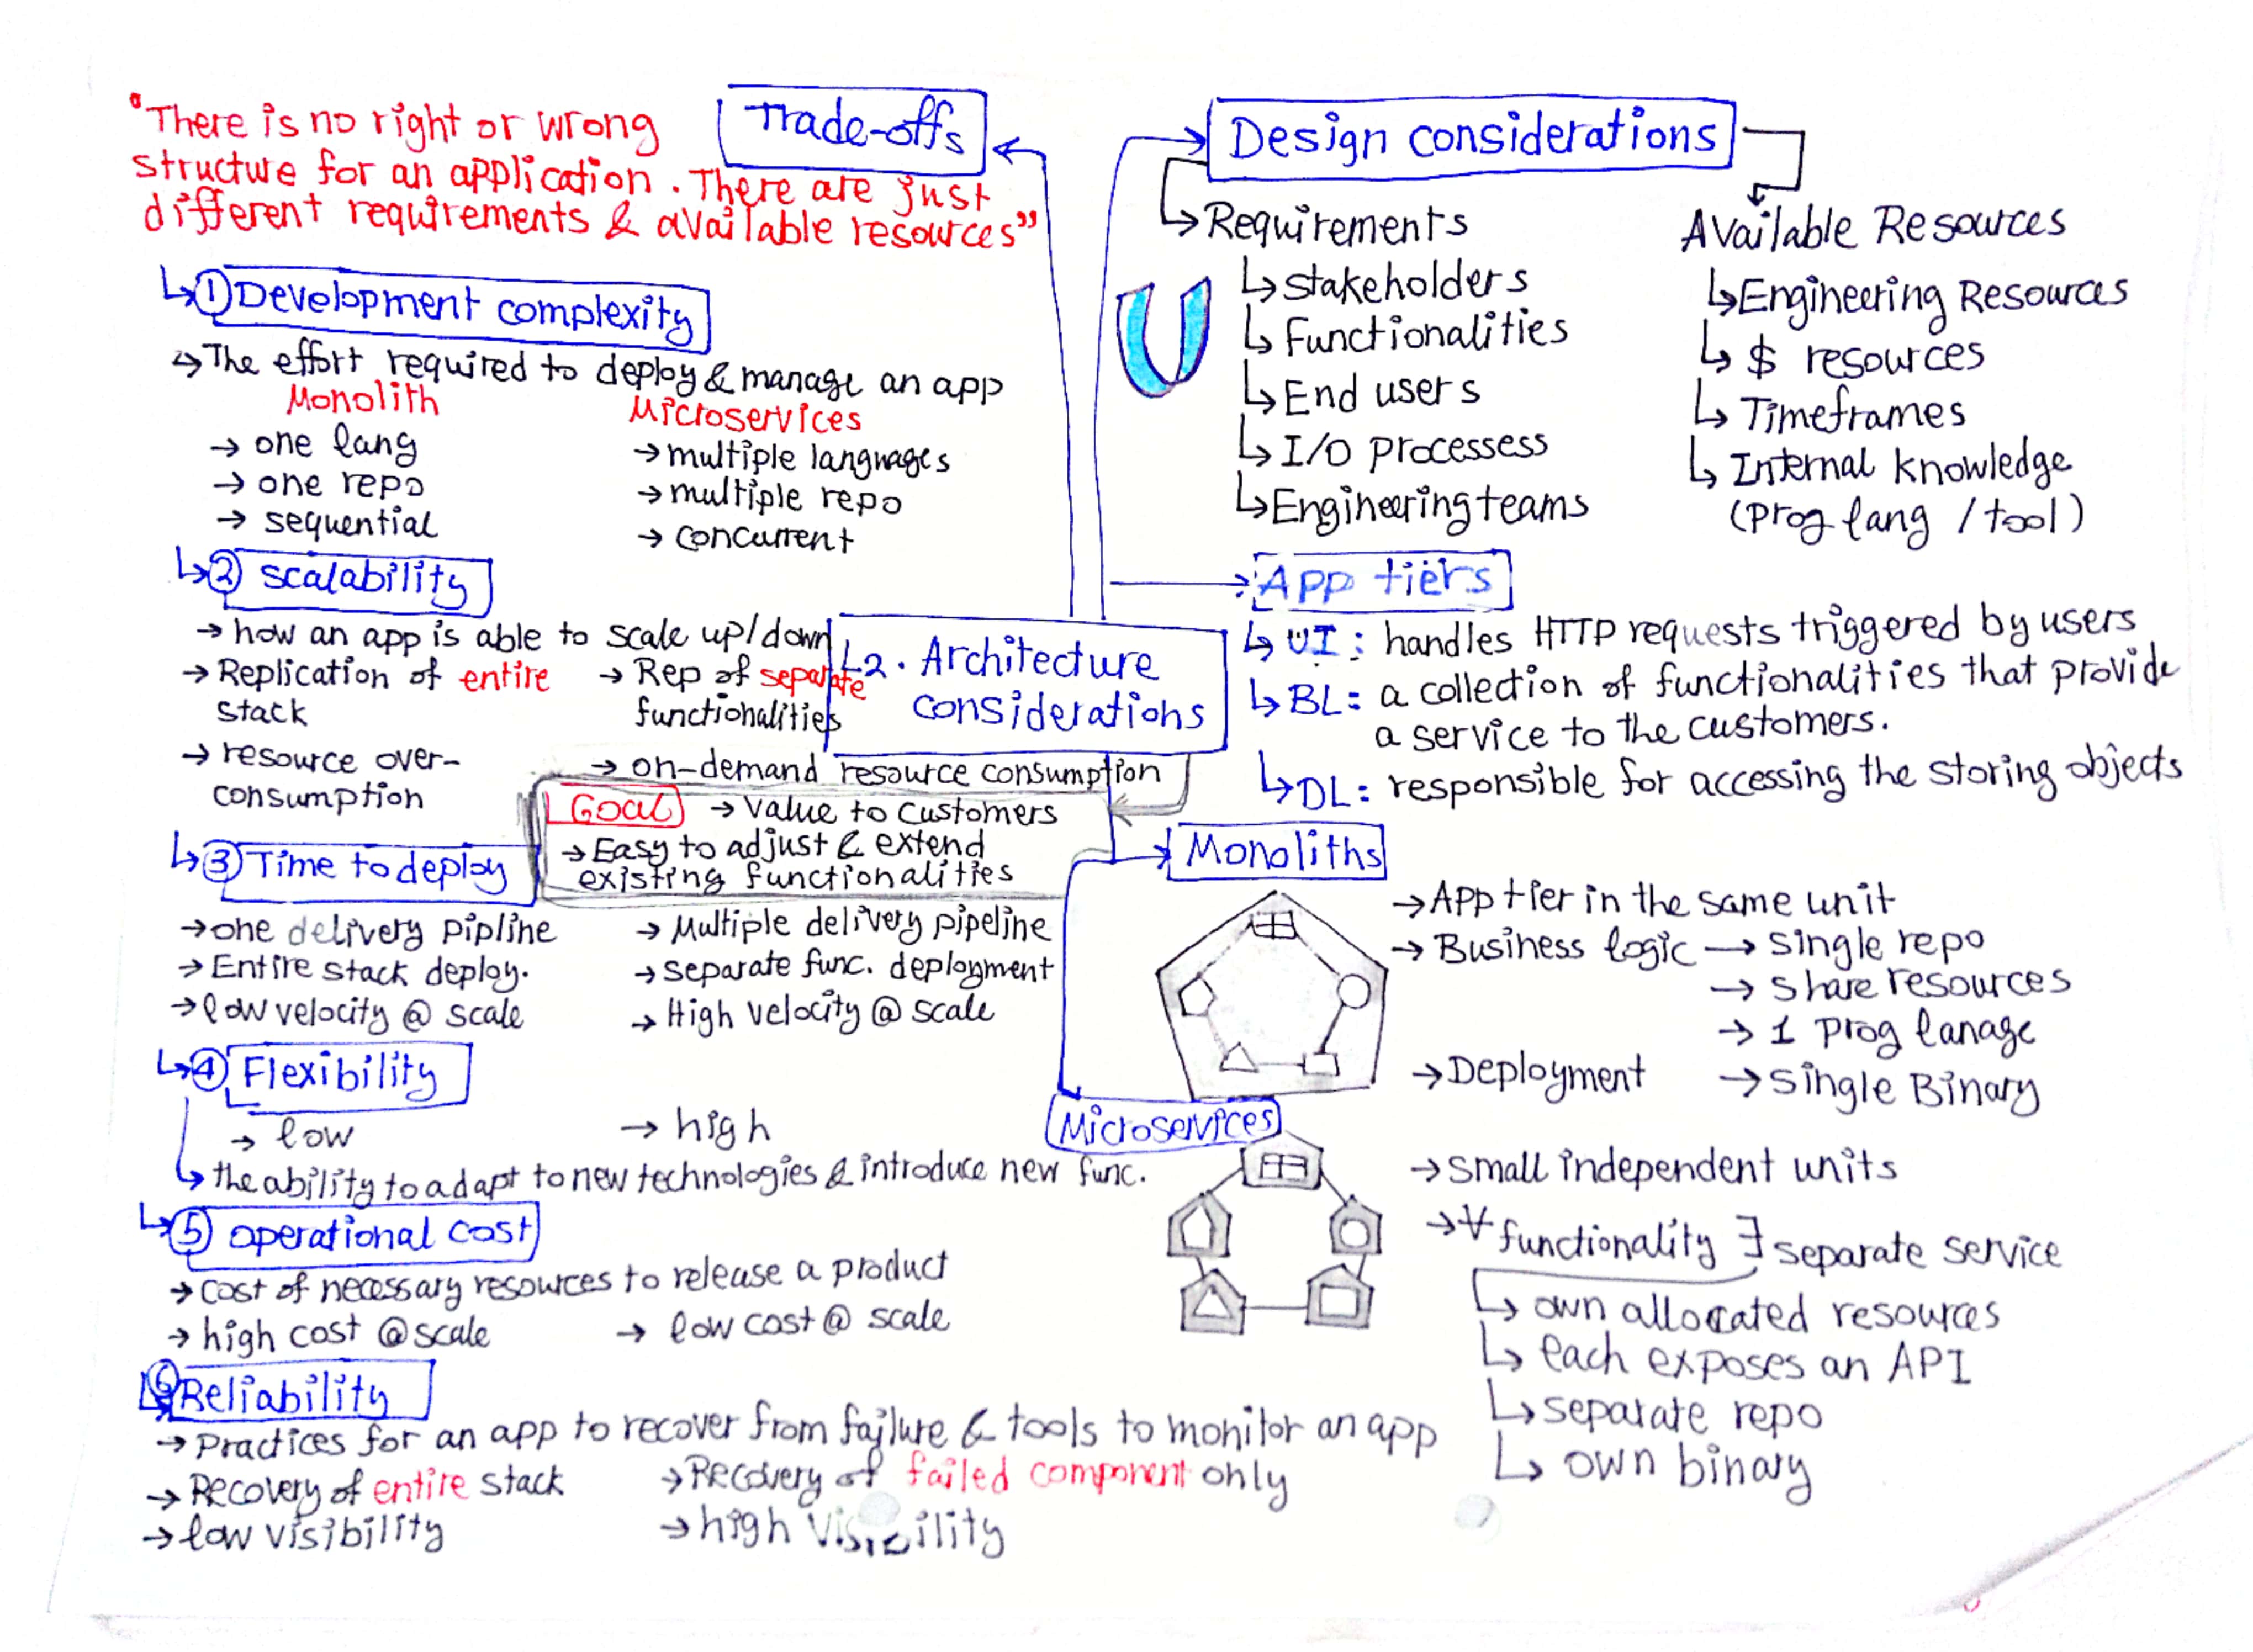 "There is no right or wrong
structure for an application. There are just
different requirements & available resources"
Trade-offs
↳ ① Development complexity
↳ The effort required to deploy & manage an app
Monolith
→ one lang
→ one repo
→ sequential
Microservices
→ multiple languages
→ multiple repo
→ concurrent
↳ ② scalability
→ how an app is able to scale up/down
→ Replication of entire
stack
→ resource over-
consumption
→ Rep of separate
functionalities
→ on-demand resource consumption
Goal → Value to customers
→ Easy to adjust & extend
existing functionalities
↳ ③ Time to deploy
→ one delivery pipline
→ Entire stack deploy.
→ low velocity @ scale
→ Multiple delivery pipeline
→ separate func. deployment
→ High velocity @ scale
↳ ④ Flexibility
→ low
→ high
↳ the ability to adapt to new technologies & introduce new func.
↳ ⑤ operational cost
→ cost of necessary resources to release a product
→ high cost @ scale
→ low cost @ scale
↳ ⑥ Reliability
→ Practices for an app to recover from failure & tools to monitor an app
→ Recovery of entire stack
→ low visibility
→ Recovery of failed component only
→ high visibility
L2. Architecture
considerations
Design considerations
↳ Requirements
↳ stakeholders
↳ Functionalities
↳ End users
↳ I/O processess
↳ Engineering teams
Available Resources
↳ Engineering Resources
↳ $ resources
↳ Timeframes
↳ Internal knowledge
(prog lang / tool)
U
App tiers
↳ UI: handles HTTP requests triggered by users
↳ BL: a collection of functionalities that provide
a service to the customers.
↳ DL: responsible for accessing the storing objects
Monoliths
→ App tier in the same unit
→ Business logic → single repo
→ share resources
→ 1 prog lanage
→ Deployment → single Binary
Microservices
→ small independent units
→ ∀ functionality ∃ separate service
↳ own allocated resources
↳ each exposes an API
↳ separate repo
↳ own binary